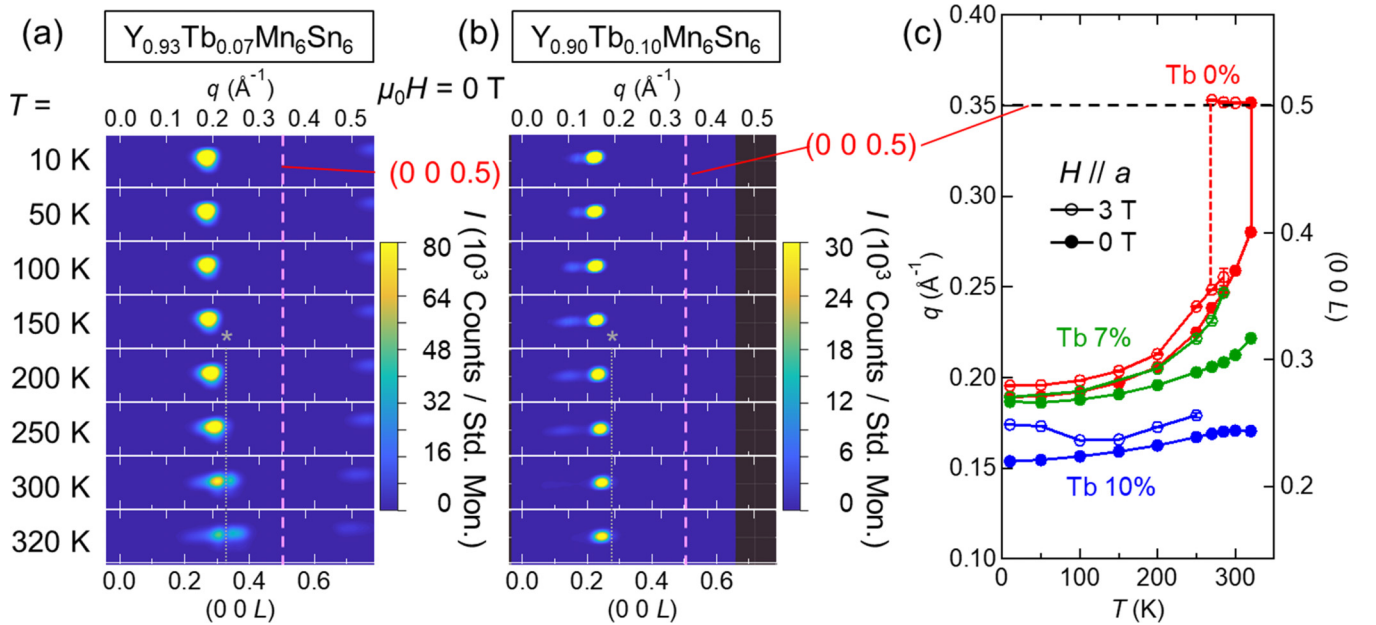 (a)
Y0.93Tb0.07Mn6Sn6
q (Å-1)
T =
0.0 0.1 0.2 0.3 0.4 0.5
10 K
50 K
100 K
150 K
200 K
250 K
300 K
320 K
*
(0 0 0.5)
0.0 0.2 0.4 0.6
(0 0 L)
80
64
48
32
16
0
I (10^3 Counts / Std. Mon.)
μ0H = 0 T
(b)
Y0.90Tb0.10Mn6Sn6
q (Å-1)
0.0 0.1 0.2 0.3 0.4 0.5
(0 0 0.5)
*
0.0 0.2 0.4 0.6
(0 0 L)
30
24
18
12
6
0
I (10^3 Counts / Std. Mon.)
(c)
0.40
0.35
0.30
0.25
0.20
0.15
0.10
q (Å-1)
Tb 0%
H // a
3 T
0 T
Tb 7%
Tb 10%
0.5
0.4
0.3
0.2
(0 0 L)
0 100 200 300
T (K)